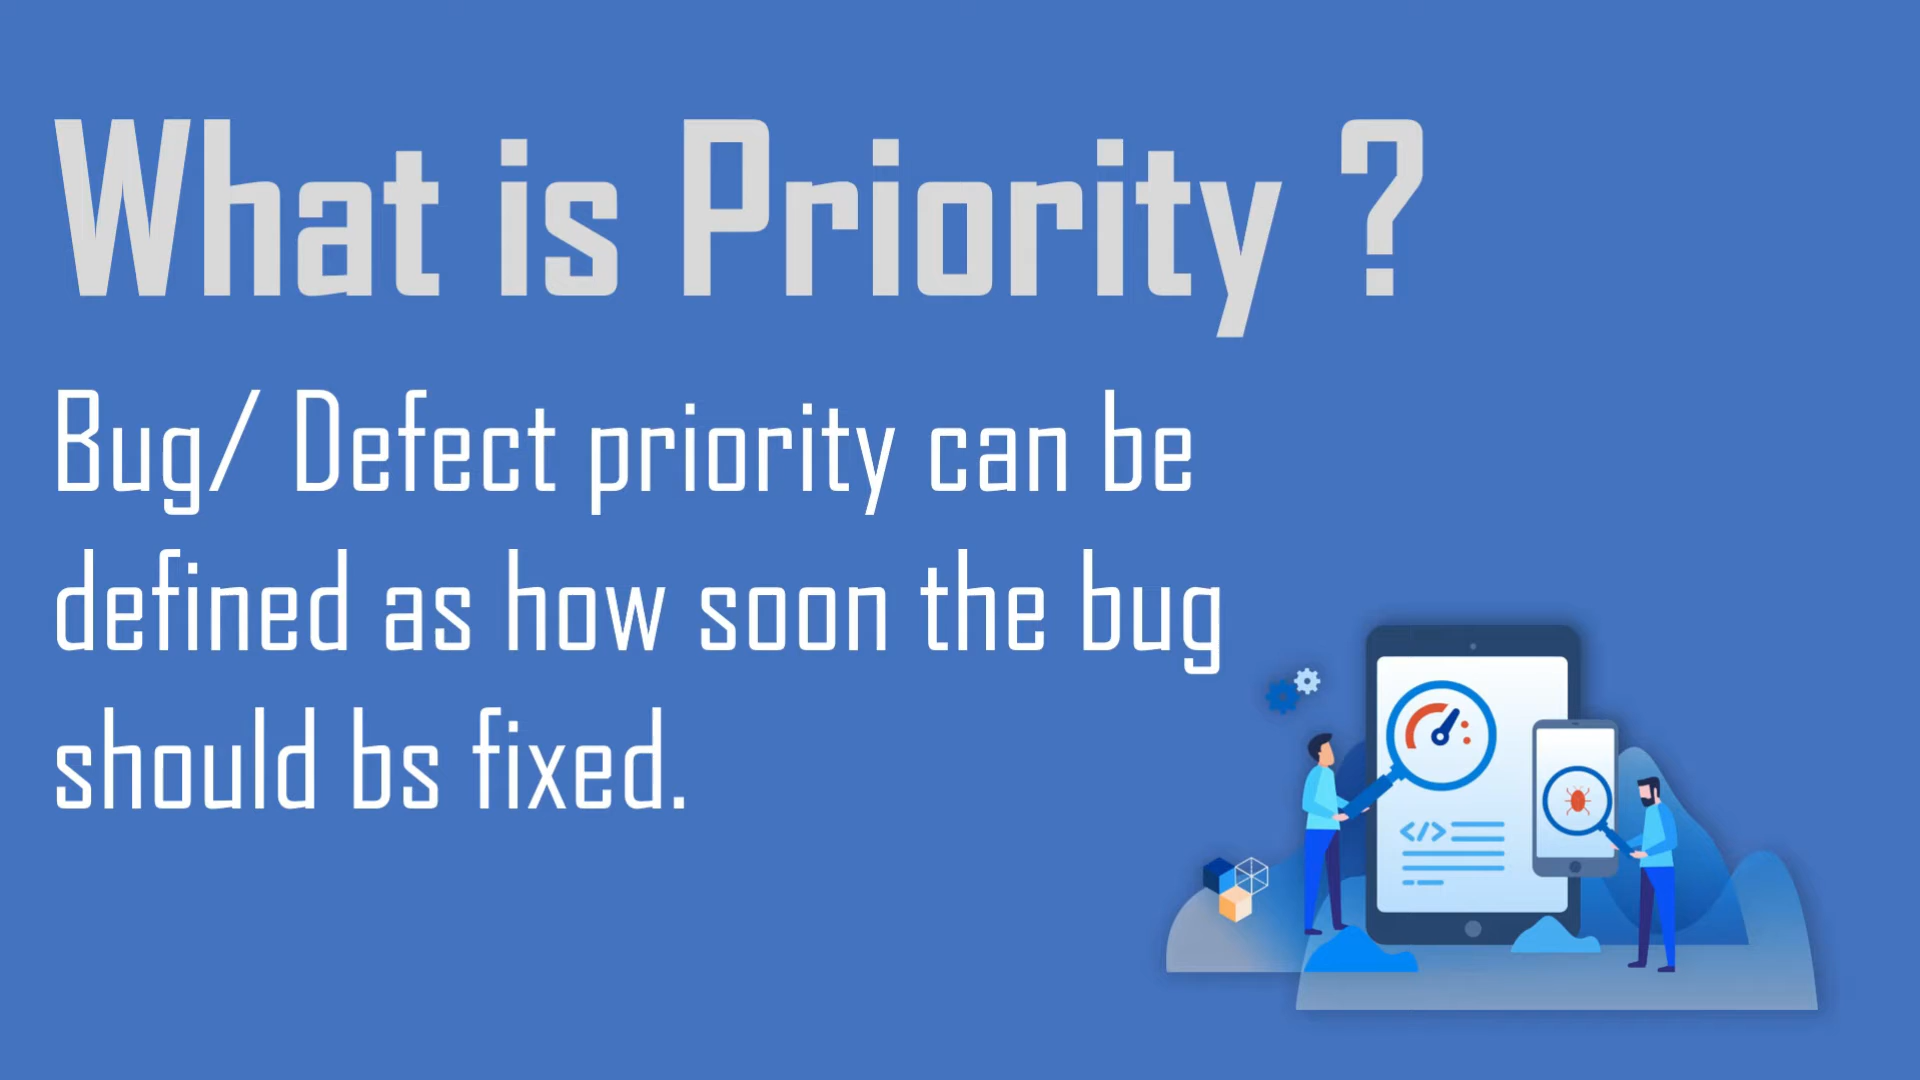 What is Priority ?
Bug/ Defect priority can be
defined as how soon the bug
should bs fixed.
</>